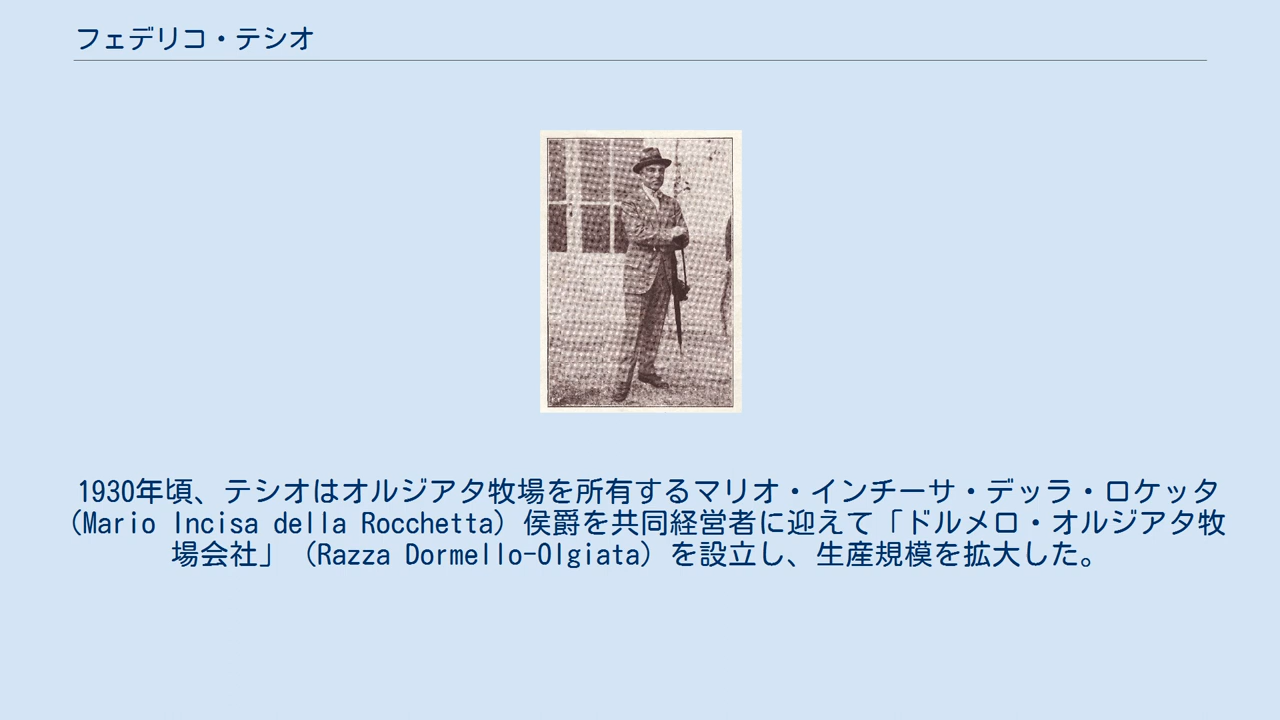 フェデリコ・テシオ
1930年頃、テシオはオルジアタ牧場を所有するマリオ・インチーサ・デッラ・ロケッタ
(Mario Incisa della Rocchetta) 侯爵を共同経営者に迎えて「ドルメロ・オルジアタ牧
場会社」 (Razza Dormello-Olgiata) を設立し、生産規模を拡大した。